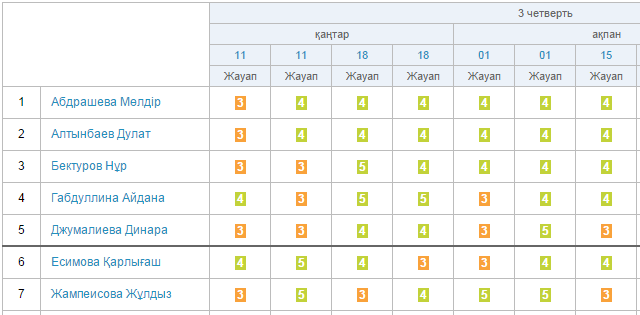 3 четверть
қаңтар ақпан
11 11 18 18 01 01 15
Жауап Жауап Жауап Жауап Жауап Жауап Жауап
1 Абдрашева Мөлдір 3 4 4 4 4 4 4
2 Алтынбаев Дулат 3 4 4 4 4 4 4
3 Бектуров Нұр 3 3 5 4 4 4 4
4 Габдуллина Айдана 4 3 5 5 3 4 4
5 Джумалиева Динара 3 3 4 4 3 5 3
6 Есимова Қарлығаш 4 5 4 3 3 4 4
7 Жампеисова Жұлдыз 3 5 3 4 5 5 3